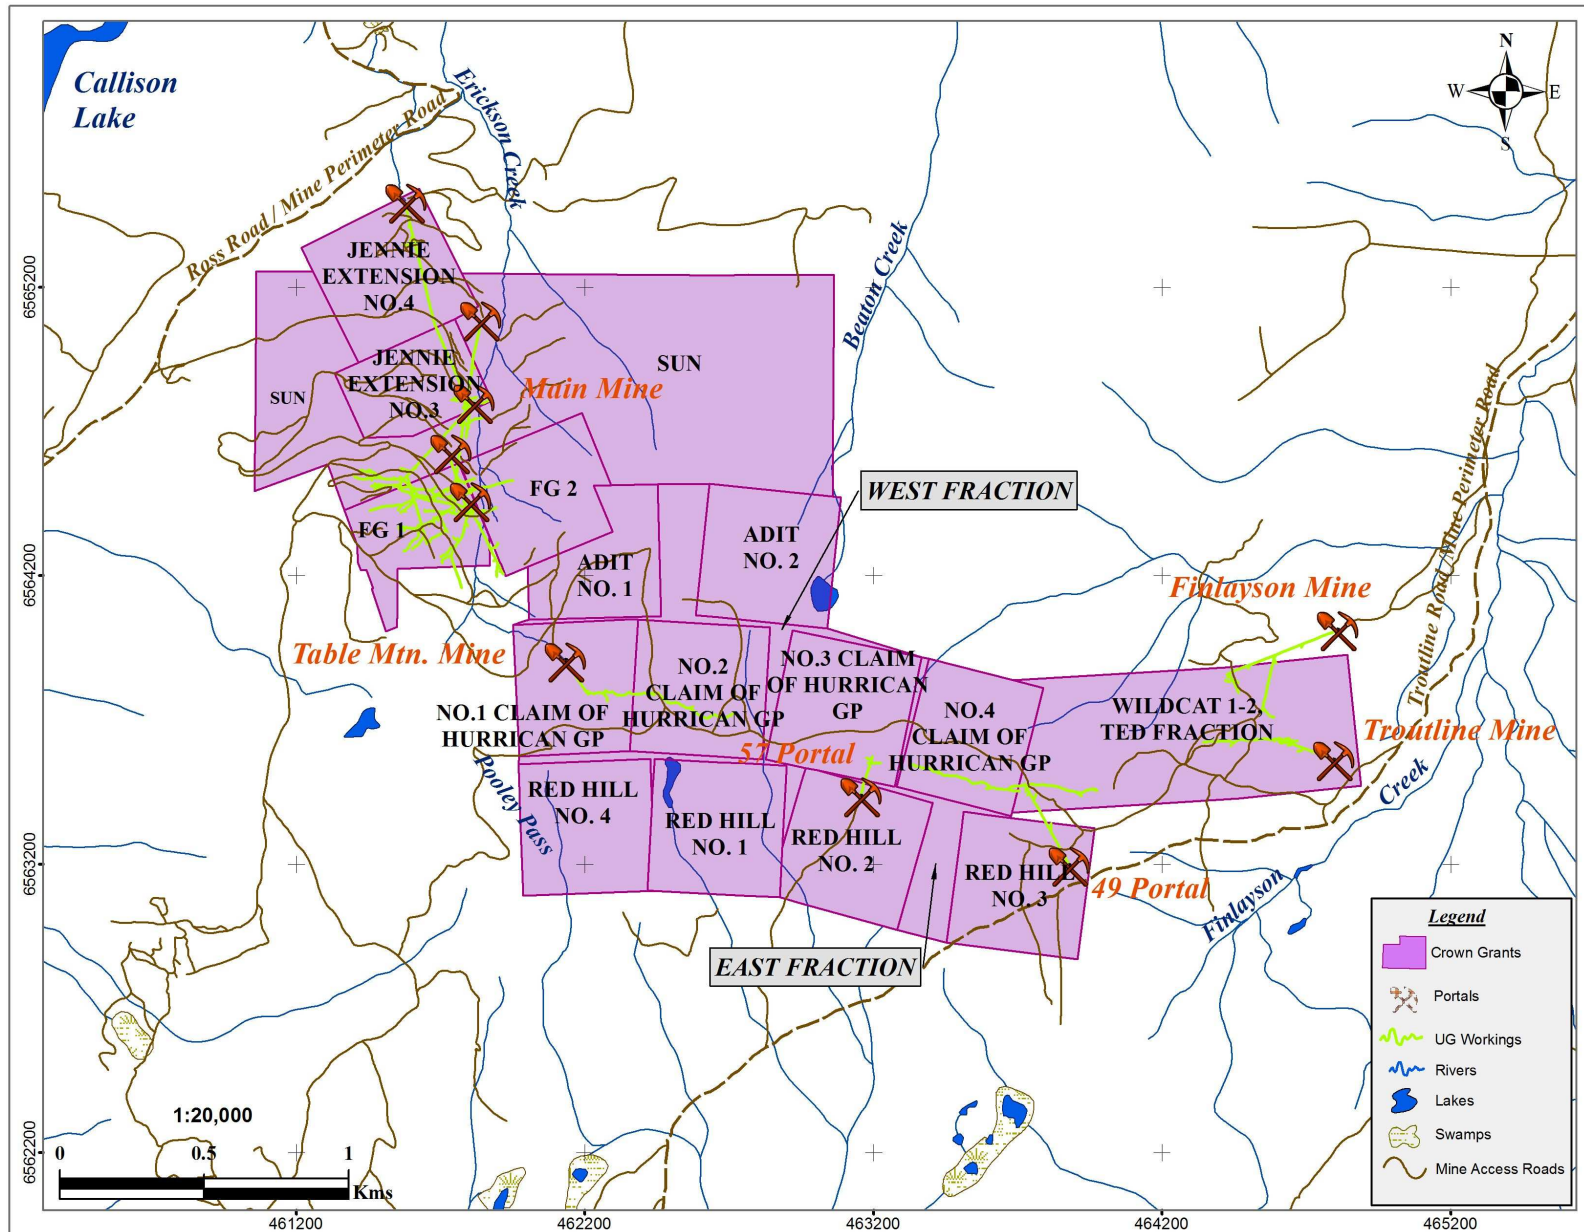 Callison
Lake
Ross Road / Mine Perimeter Road
Erickson Creek
N
W
E
S
Beaton Creek
JENNIE
EXTENSION
NO.4
JENNIE
EXTENSION
NO.3
SUN
SUN
Main Mine
FG 2
FG 1
WEST FRACTION
ADIT
NO. 1
ADIT
NO. 2
Finlayson Mine
Troutline Road /Mine Perimeter Road
Table Mtn. Mine
NO.1 CLAIM OF
HURRICAN GP
NO.2
CLAIM OF
HURRICAN GP
NO.3 CLAIM
OF HURRICAN
GP
NO.4
CLAIM OF
HURRICAN GP
WILDCAT 1-2,
TED FRACTION
Troutline Mine
57 Portal
Pooley Pass
RED HILL
NO. 4
RED HILL
NO. 1
RED HILL
NO. 2
RED HILL
NO. 3
49 Portal
Finlayson
Creek
EAST FRACTION
Legend
Crown Grants
Portals
UG Workings
Rivers
Lakes
Swamps
Mine Access Roads
1:20,000
0
0.5
1
Kms
6565200
6564200
6563200
6562200
461200
462200
463200
464200
465200